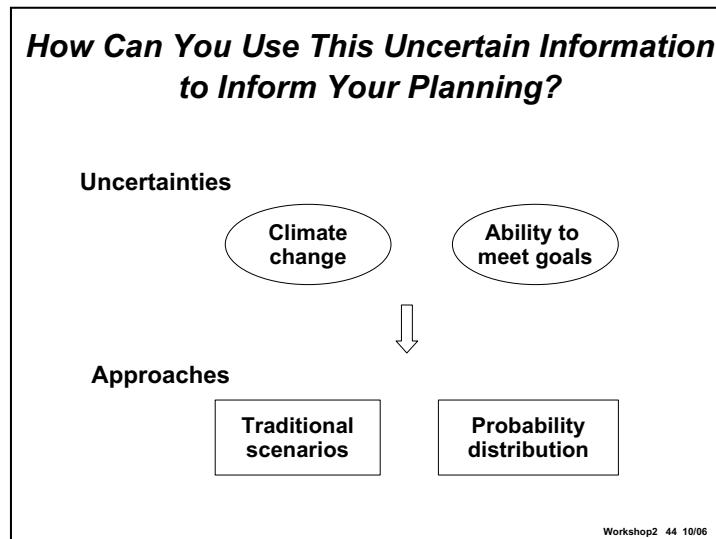 How Can You Use This Uncertain Information
to Inform Your Planning?
Uncertainties
Climate
change
Ability to
meet goals
Approaches
Traditional
scenarios
Probability
distribution
Workshop2 44 10/06